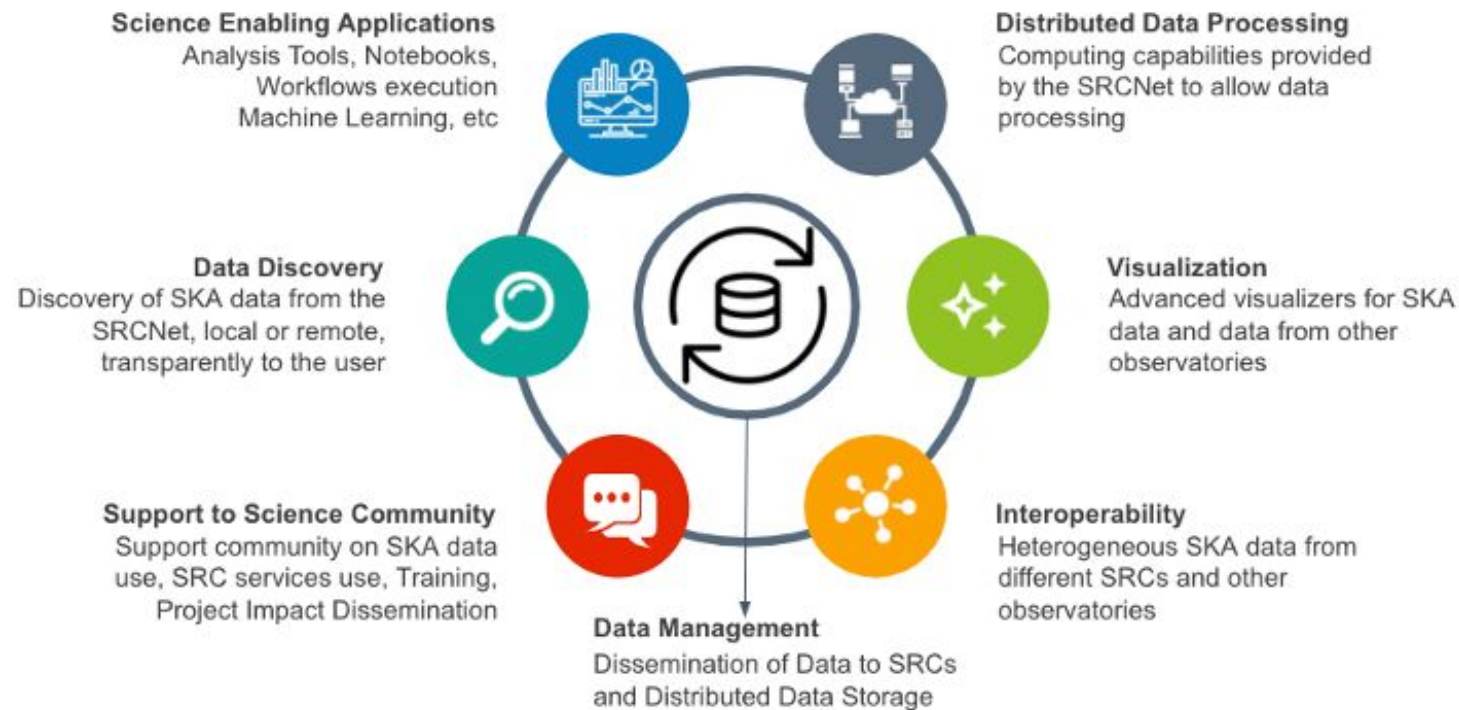 Science Enabling Applications
Analysis Tools, Notebooks,
Workflows execution
Machine Learning, etc
Distributed Data Processing
Computing capabilities provided
by the SRCNet to allow data
processing
Data Discovery
Discovery of SKA data from the
SRCNet, local or remote,
transparently to the user
Visualization
Advanced visualizers for SKA
data and data from other
observatories
Support to Science Community
Support community on SKA data
use, SRC services use, Training,
Project Impact Dissemination
Interoperability
Heterogeneous SKA data from
different SRCs and other
observatories
Data Management
Dissemination of Data to SRCs
and Distributed Data Storage